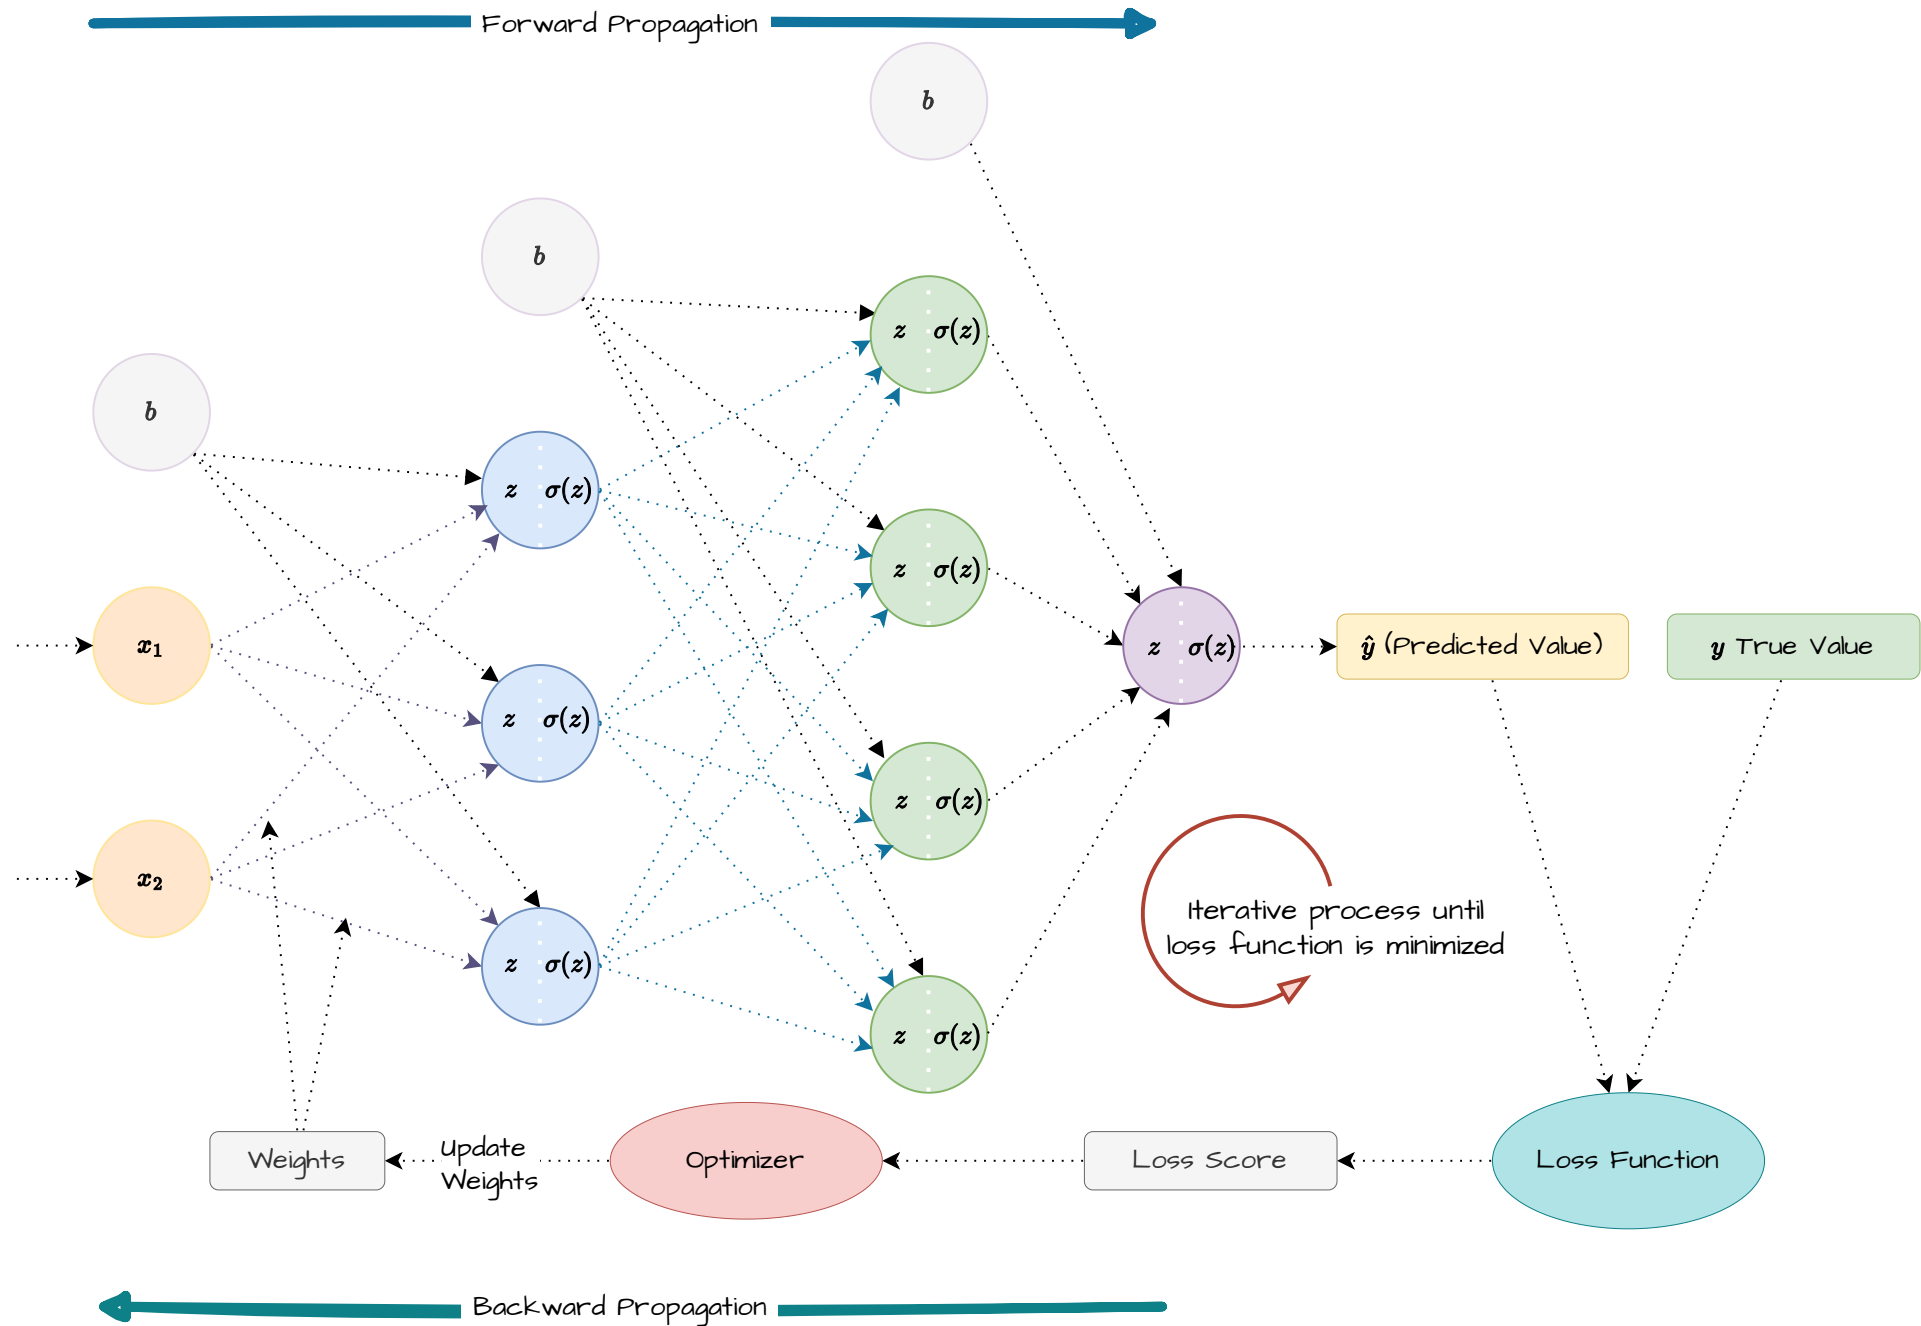 Forward Propagation
b
b
z σ(z)
b
z σ(z)
z σ(z)
x₁
z σ(z)
ŷ (Predicted Value)
y True Value
z σ(z)
z σ(z)
x₂
Iterative process until
loss function is minimized
z σ(z)
z σ(z)
Weights
Update
Weights
Optimizer
Loss Score
Loss Function
Backward Propagation